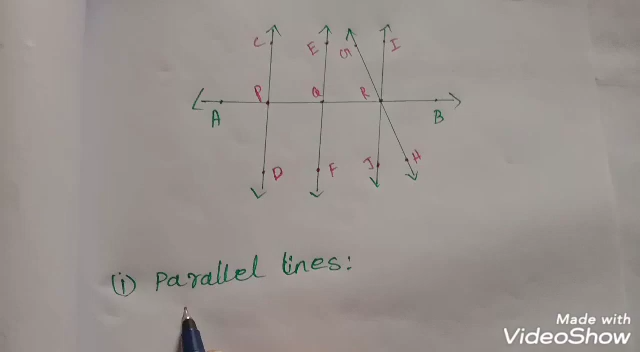 C E G I
P Q R
A B
D F J H
(i) Parallel lines:
Made with
VideoShow